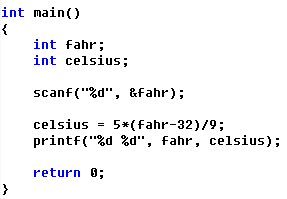 int main()
{
    int fahr;
    int celsius;

    scanf("%d", &fahr);

    celsius = 5*(fahr-32)/9;
    printf("%d %d", fahr, celsius);

    return 0;
}